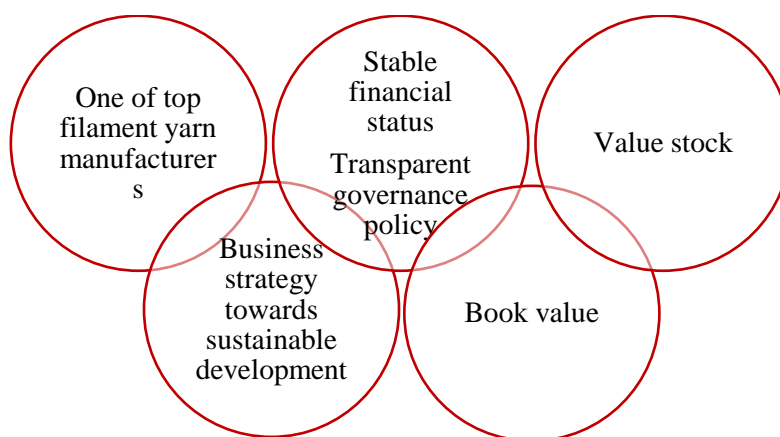 One of top
filament yarn
manufacturer
s
Stable
financial
status
Transparent
governance
policy
Value stock
Business
strategy
towards
sustainable
development
Book value